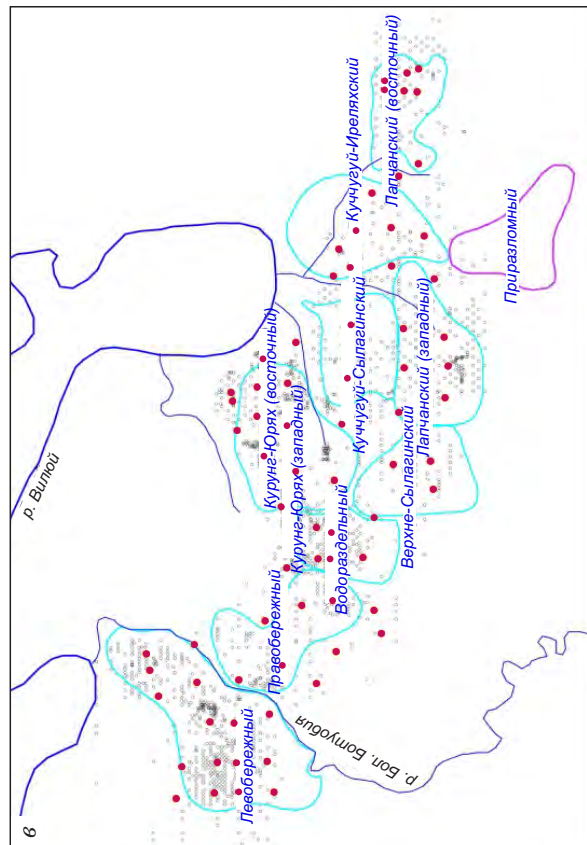 в
р. Вилюй
р. Бол. Ботуобия
Левобережный
Правобережный
Водораздельный
Курунг-Юрях (западный)
Курунг-Юрях (восточный)
Верхне-Сылагинский
Куччугуй-Сылагинский
Лапчанский (западный)
Куччугуй-Иреляхский
Лапчанский (восточный)
Приразломный